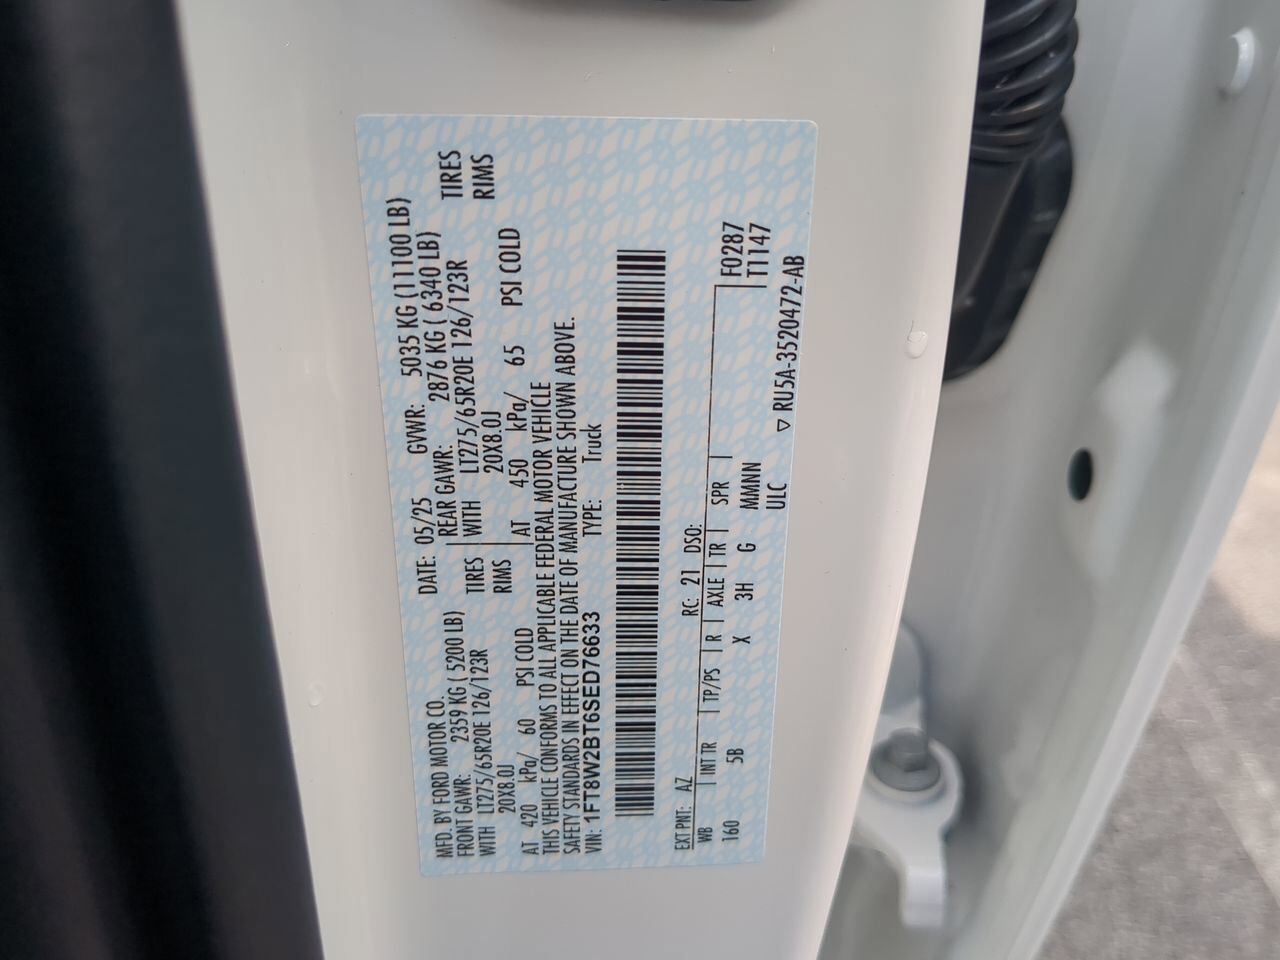 MFD. BY FORD MOTOR CO.
DATE: 05/25 GVWR: 5035 KG (11100 LB)
FRONT GAWR: 2359 KG ( 5200 LB)
REAR GAWR: 2876 KG ( 6340 LB)
WITH LT275/65R20E 126/123R TIRES
WITH LT275/65R20E 126/123R TIRES
20X8.0J RIMS
20X8.0J RIMS
AT 420 kPa/ 60 PSI COLD
AT 450 kPa/ 65 PSI COLD
THIS VEHICLE CONFORMS TO ALL APPLICABLE FEDERAL MOTOR VEHICLE
SAFETY STANDARDS IN EFFECT ON THE DATE OF MANUFACTURE SHOWN ABOVE.
VIN: 1FT8W2BT6SED76633 TYPE: Truck
EXT PNT: AZ RC: 21 DSO:
WB INT TR TP/PS R AXLE TR SPR F0287
160 5B X 3H G MMNN T1147
ULC
▽ RU5A-3520472-AB